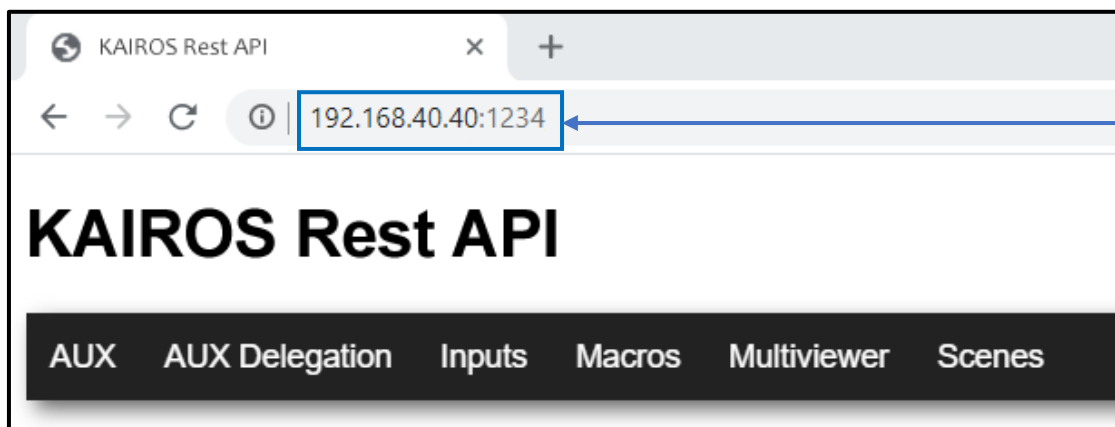 KAIROS Rest API
192.168.40.40:1234
KAIROS Rest API
AUX AUX Delegation Inputs Macros Multiviewer Scenes